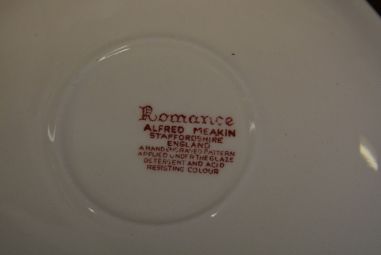 Romance
ALFRED MEAKIN
STAFFORDSHIRE
ENGLAND
A HAND ENGRAVED PATTERN
APPLIED UNDER THE GLAZE
DETERGENT AND ACID
RESISTING COLOUR